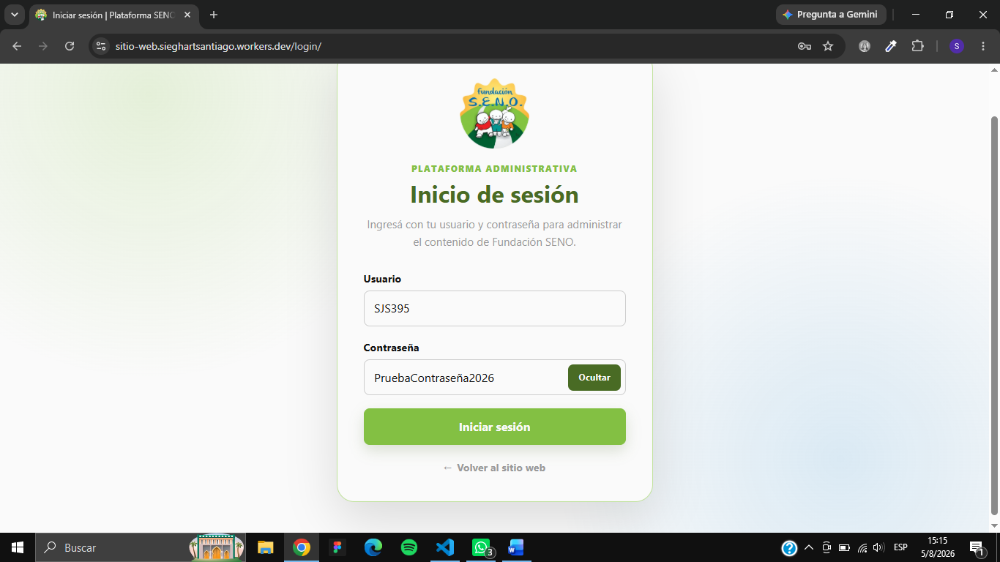 Iniciar sesión | Plataforma SENO
Pregunta a Gemini
sitio-web.sieghartsantiago.workers.dev/login/
S
fundación
S.E.N.O.
PLATAFORMA ADMINISTRATIVA
Inicio de sesión
Ingresá con tu usuario y contraseña para administrar
el contenido de Fundación SENO.
Usuario
SJS395
Contraseña
PruebaContraseña2026
Ocultar
Iniciar sesión
← Volver al sitio web
Buscar
3
ESP
15:15
5/8/2026
1